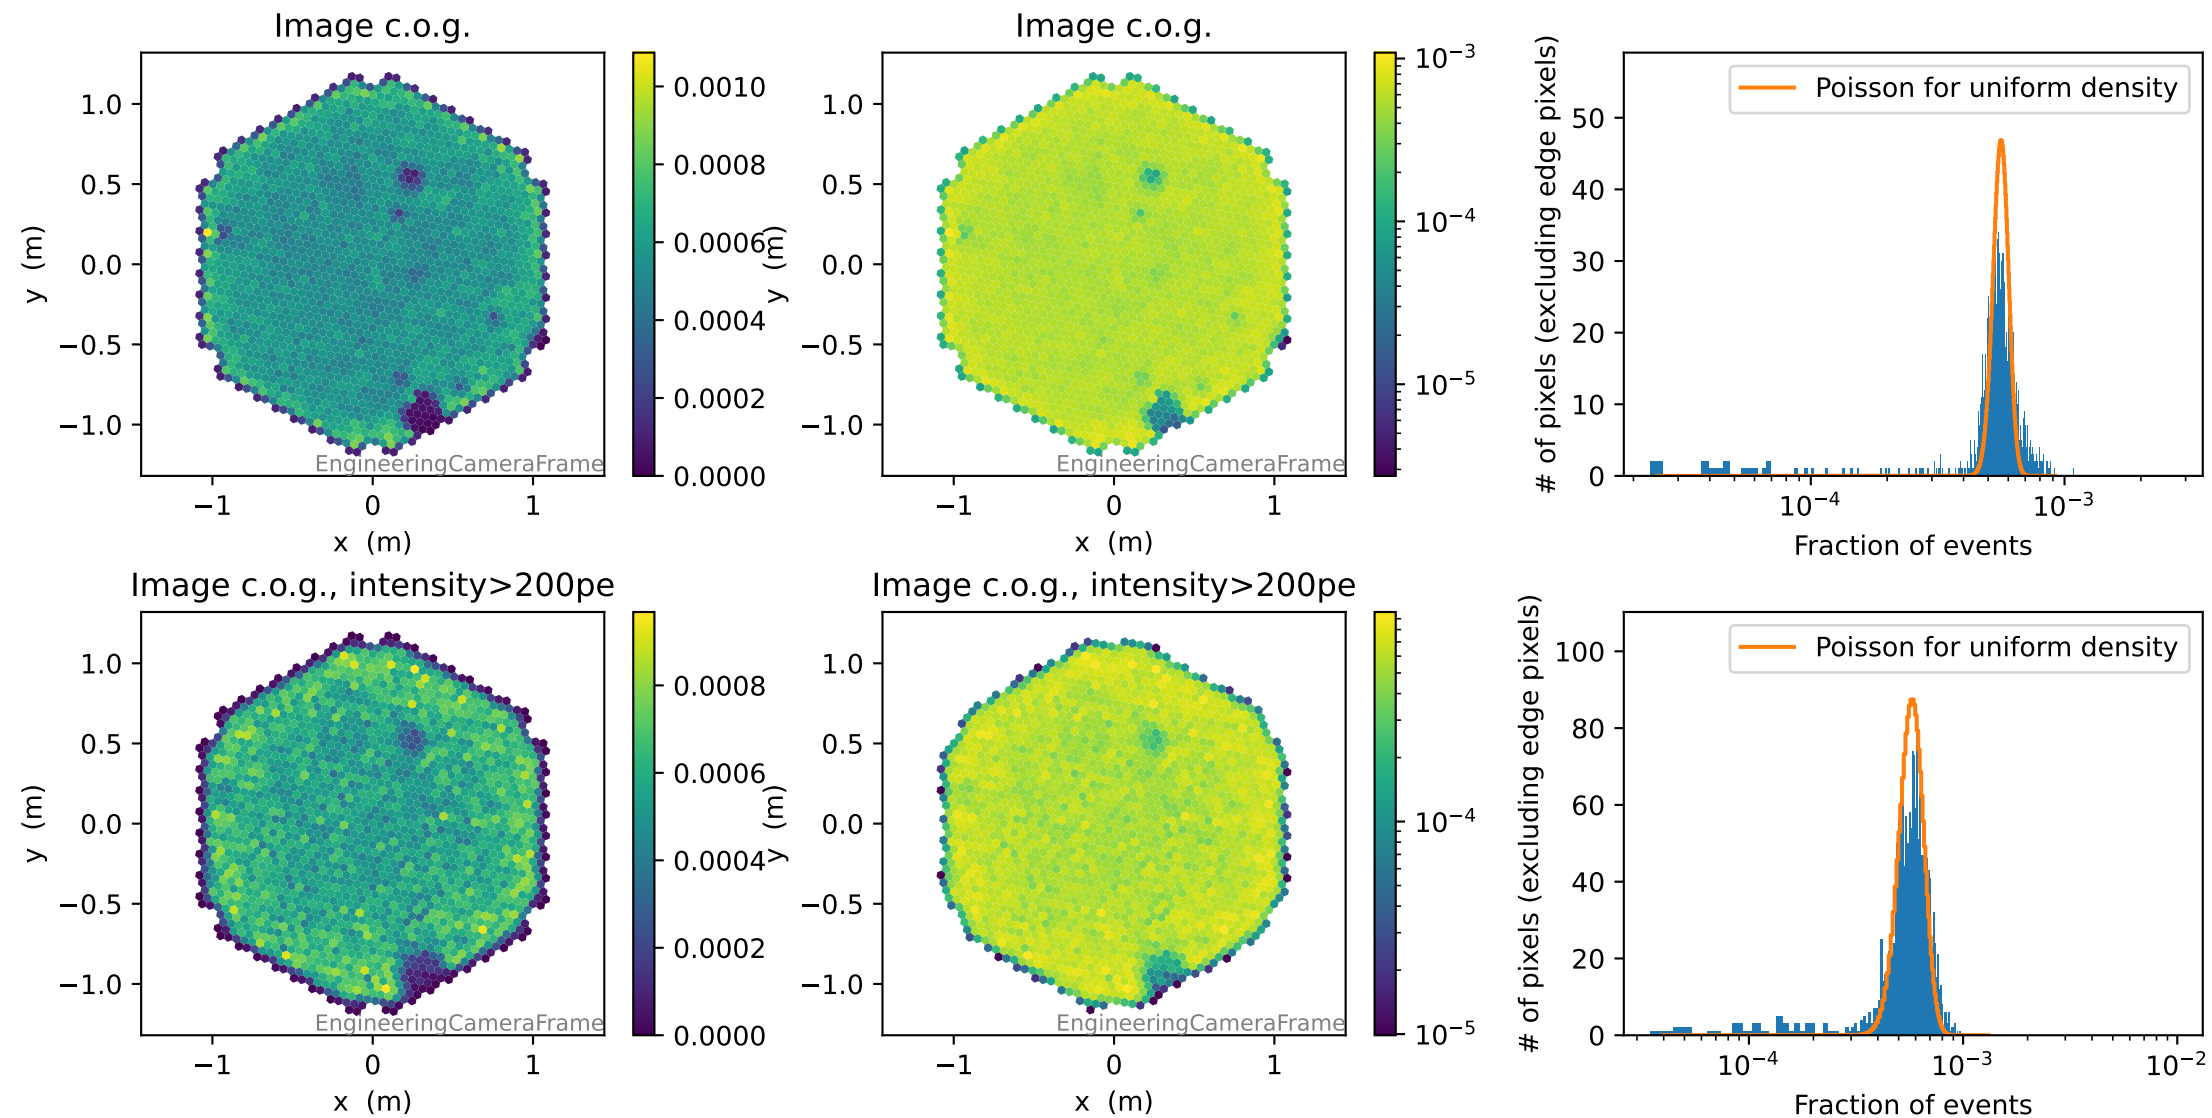 Image c.o.g.
1.0
0.5
0.0
−0.5
−1.0
y (m)
−1
0
1
x (m)
EngineeringCameraFrame
0.0010
0.0008
0.0006
0.0004
0.0002
0.0000
Image c.o.g.
1.0
0.5
0.0
−0.5
−1.0
y (m)
−1
0
1
x (m)
EngineeringCameraFrame
10−3
10−4
10−5
# of pixels (excluding edge pixels)
50
40
30
20
10
0
Poisson for uniform density
10−4
10−3
Fraction of events
Image c.o.g., intensity>200pe
1.0
0.5
0.0
−0.5
−1.0
y (m)
−1
0
1
x (m)
EngineeringCameraFrame
0.0008
0.0006
0.0004
0.0002
0.0000
Image c.o.g., intensity>200pe
1.0
0.5
0.0
−0.5
−1.0
y (m)
−1
0
1
x (m)
EngineeringCameraFrame
10−4
10−5
# of pixels (excluding edge pixels)
100
80
60
40
20
0
Poisson for uniform density
10−4
10−3
10−2
Fraction of events